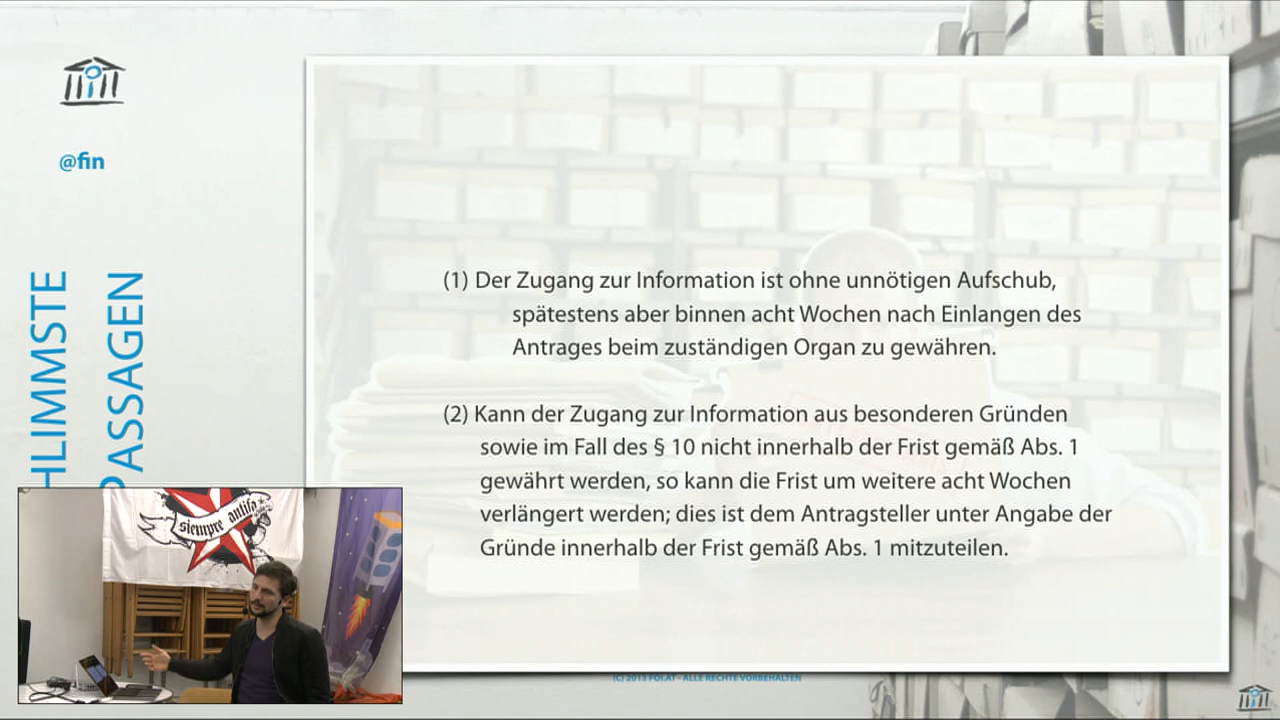 @fin
HLIMMSTE
PASSAGEN
(1) Der Zugang zur Information ist ohne unnötigen Aufschub,
spätestens aber binnen acht Wochen nach Einlangen des
Antrages beim zuständigen Organ zu gewähren.
(2) Kann der Zugang zur Information aus besonderen Gründen
sowie im Fall des § 10 nicht innerhalb der Frist gemäß Abs. 1
gewährt werden, so kann die Frist um weitere acht Wochen
verlängert werden; dies ist dem Antragsteller unter Angabe der
Gründe innerhalb der Frist gemäß Abs. 1 mitzuteilen.
siempre antifa
(C) 2013 FOI.AT - ALLE RECHTE VORBEHALTEN